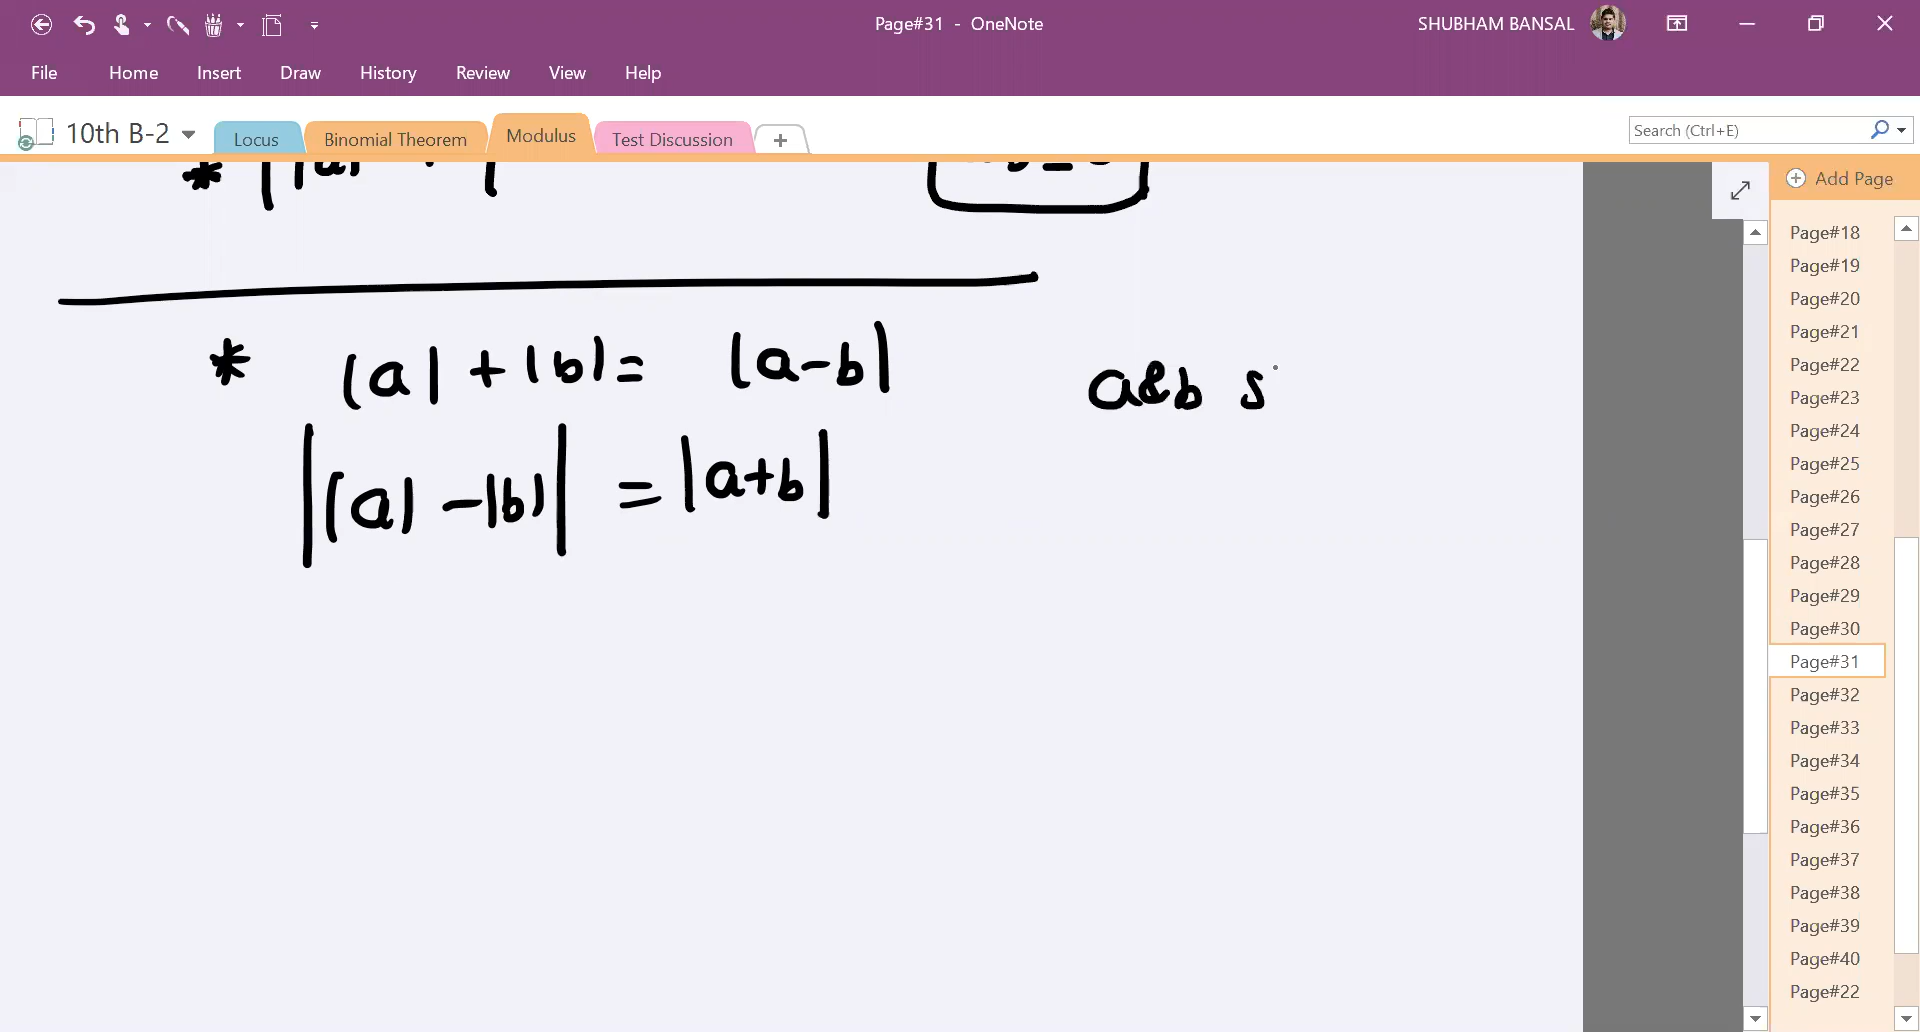 Page#31 - OneNote
SHUBHAM BANSAL
File Home Insert Draw History Review View Help
10th B-2
Locus
Binomial Theorem
Modulus
Test Discussion
Search (Ctrl+E)
* |a| + |b| = |a-b| a&b s
||a| - |b|| = |a+b|
Add Page
Page#18
Page#19
Page#20
Page#21
Page#22
Page#23
Page#24
Page#25
Page#26
Page#27
Page#28
Page#29
Page#30
Page#31
Page#32
Page#33
Page#34
Page#35
Page#36
Page#37
Page#38
Page#39
Page#40
Page#22